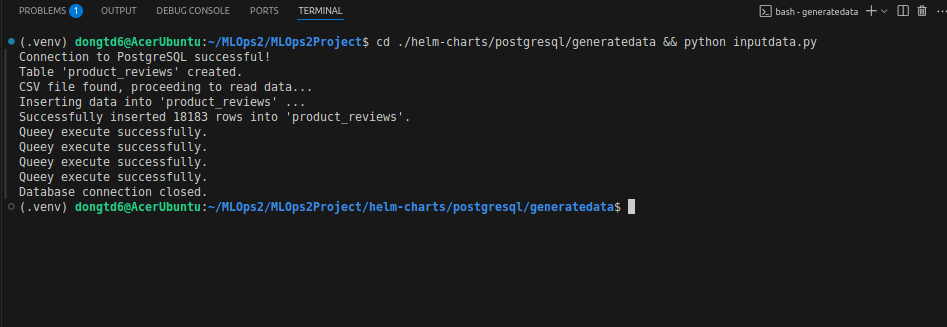 PROBLEMS 1 OUTPUT DEBUG CONSOLE PORTS TERMINAL bash - generatedata
(.venv) dongtd6@AcerUbuntu:~/MLOps2/MLOps2Project$ cd ./helm-charts/postgresql/generatedata && python inputdata.py
Connection to PostgreSQL successful!
Table 'product_reviews' created.
CSV file found, proceeding to read data...
Inserting data into 'product_reviews' ...
Successfully inserted 18183 rows into 'product_reviews'.
Queey execute successfully.
Queey execute successfully.
Queey execute successfully.
Queey execute successfully.
Database connection closed.
(.venv) dongtd6@AcerUbuntu:~/MLOps2/MLOps2Project/helm-charts/postgresql/generatedata$